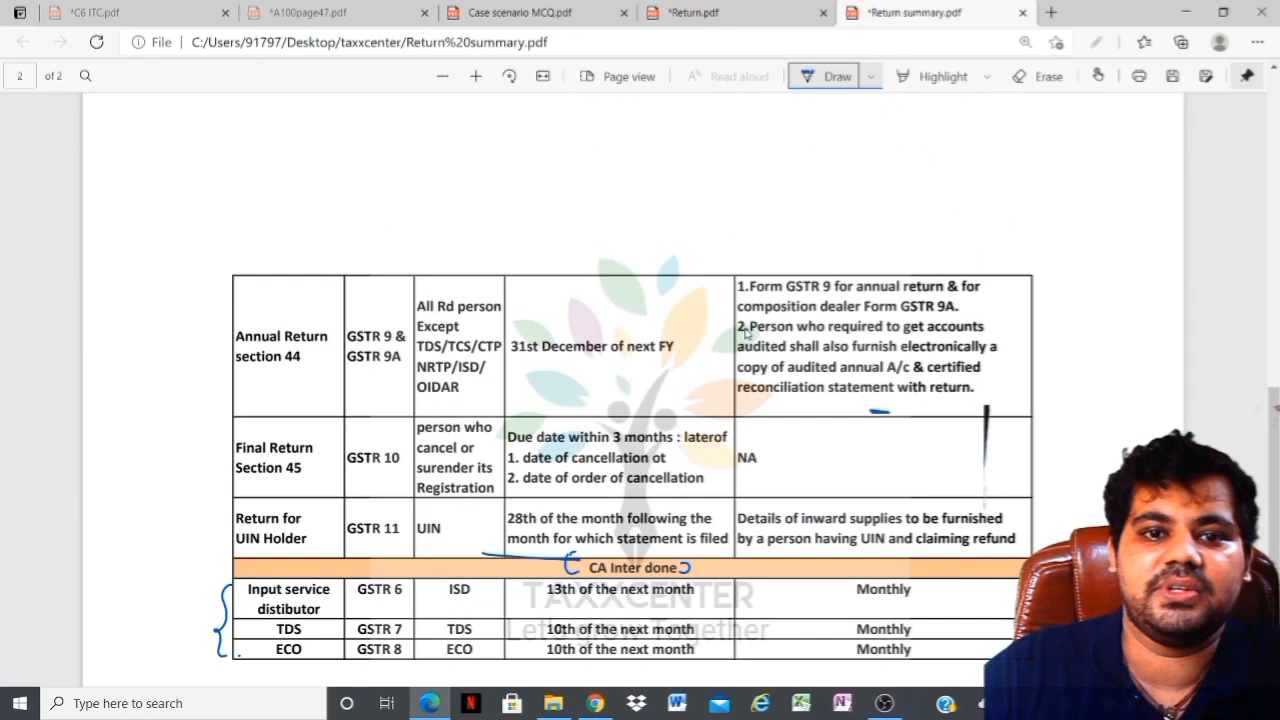 *C6 ITC.pdf
*A100page47.pdf
Case scenario MCQ.pdf
*Return.pdf
*Return summary.pdf
File
C:/Users/91797/Desktop/taxxcenter/Return%20summary.pdf
2
of 2
Page view
Read aloud
Draw
Highlight
Erase
Annual Return
section 44
GSTR 9 &
GSTR 9A
All Rd person
Except
TDS/TCS/CTP
NRTP/ISD/
OIDAR
31st December of next FY
1.Form GSTR 9 for annual return & for
composition dealer Form GSTR 9A.
2.Person who required to get accounts
audited shall also furnish electronically a
copy of audited annual A/c & certified
reconciliation statement with return.
Final Return
Section 45
GSTR 10
person who
cancel or
surender its
Registration
Due date within 3 months : laterof
1. date of cancellation ot
2. date of order of cancellation
NA
Return for
UIN Holder
GSTR 11
UIN
28th of the month following the
month for which statement is filed
Details of inward supplies to be furnished
by a person having UIN and claiming refund
CA Inter done
Input service
distibutor
GSTR 6
ISD
13th of the next month
Monthly
TDS
GSTR 7
TDS
10th of the next month
Monthly
ECO
GSTR 8
ECO
10th of the next month
Monthly
TAXXCENTER
Let's grow Together
Type here to search